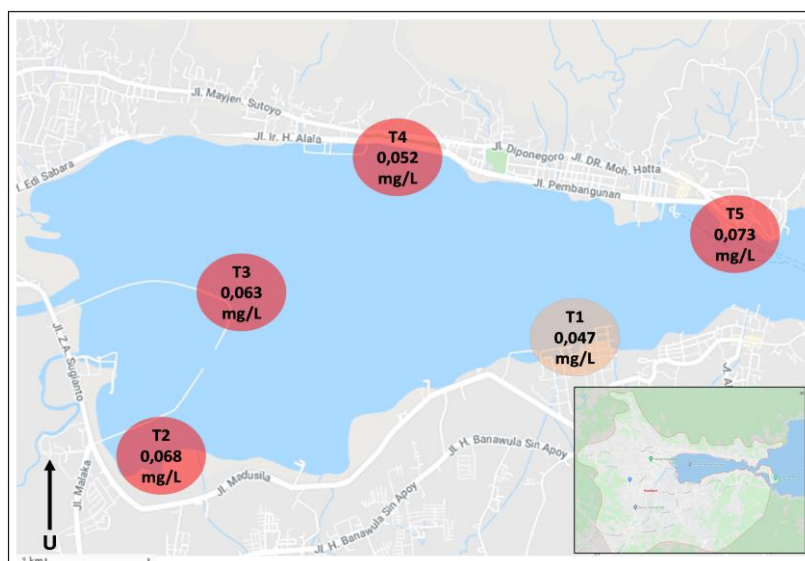 Jl. Mayjen. Sutoyo
Jl. Ir. H. Alala
T4
0,052
mg/L
Jl. Diponegoro
Jl. DR. Moh. Hatta
Jl. Pembangunan
l. Edi Sabara
T5
0,073
mg/L
T3
0,063
mg/L
T1
0,047
mg/L
Jl. Z.A. Sugianto
T2
0,068
mg/L
Jl. Malaka
Jl. Madusila
Jl. H. Banawula Sin Apoy
Jl. H. Banawula Sin Apoy
U
1 km